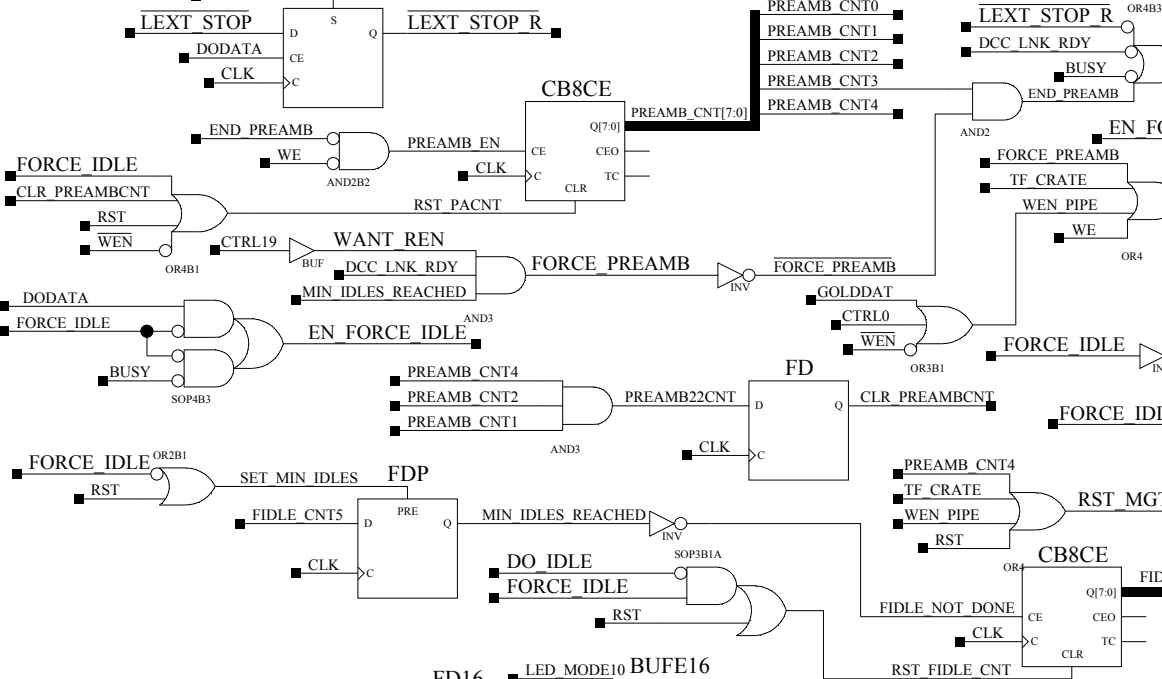 LEXT_STOP
D
S
Q
LEXT_STOP_R
DODATA
CE
CLK
C
CB8CE
PREAMB_CNT[7:0]
Q[7:0]
CE
CEO
C
TC
CLR
PREAMB_CNT0
PREAMB_CNT1
PREAMB_CNT2
PREAMB_CNT3
PREAMB_CNT4
OR4B3
LEXT_STOP_R
DCC_LNK_RDY
BUSY
END_PREAMB
AND2
END_PREAMB
WE
AND2B2
PREAMB_EN
CLK
FORCE_IDLE
CLR_PREAMBCNT
RST
WEN
OR4B1
RST_PACNT
FORCE_PREAMB
TF_CRATE
WEN_PIPE
WE
OR4
CTRL19
BUF
WANT_REN
DCC_LNK_RDY
MIN_IDLES_REACHED
AND3
FORCE_PREAMB
INV
FORCE_PREAMB
DODATA
FORCE_IDLE
BUSY
SOP4B3
EN_FORCE_IDLE
GOLDDAT
CTRL0
WEN
OR3B1
FORCE_IDLE
PREAMB_CNT4
PREAMB_CNT2
PREAMB_CNT1
AND3
PREAMB22CNT
FD
D
Q
C
CLK
CLR_PREAMBCNT
FORCE_IDLE
OR2B1
RST
SET_MIN_IDLES
FDP
PRE
FIDLE_CNT5
D
Q
CLK
C
MIN_IDLES_REACHED
INV
PREAMB_CNT4
TF_CRATE
WEN_PIPE
RST
OR4
DO_IDLE
FORCE_IDLE
RST
SOP3B1A
CB8CE
Q[7:0]
FIDLE_NOT_DONE
CE
CEO
CLK
C
TC
CLR
RST_FIDLE_CNT
FD16
LED_MODE10
BUFE16